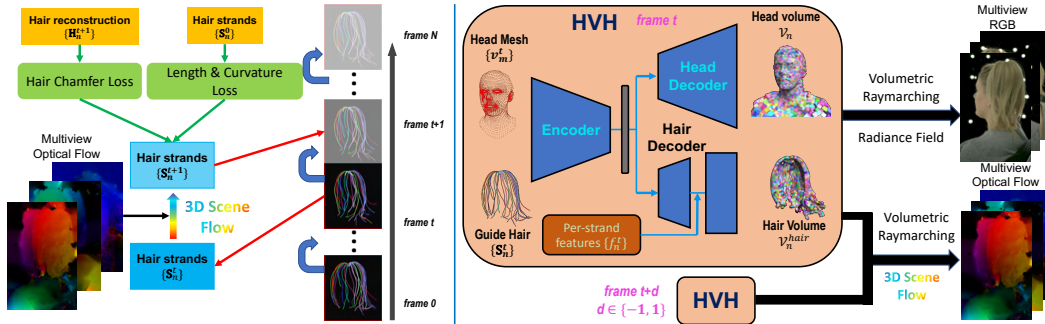 Hair reconstruction
{H_n^{t+1}}
Hair strands
{S_n^0}
Hair Chamfer Loss
Length & Curvature
Loss
Multiview
Optical Flow
Hair strands
{S_n^{t+1}}
3D Scene
Flow
Hair strands
{S_n^t}
frame N
frame t+1
frame t
frame 0
HVH
frame t
Head Mesh
{v_m^t}
Encoder
Head
Decoder
Hair
Decoder
Guide Hair
{S_n^t}
Per-strand
features {f_n^t}
Head volume
𝒱_n
Hair Volume
𝒱_n^{hair}
frame t+d
d ∈ {−1, 1}
HVH
Volumetric
Raymarching
Radiance Field
Multiview
RGB
Multiview
Optical Flow
Volumetric
Raymarching
3D Scene
Flow